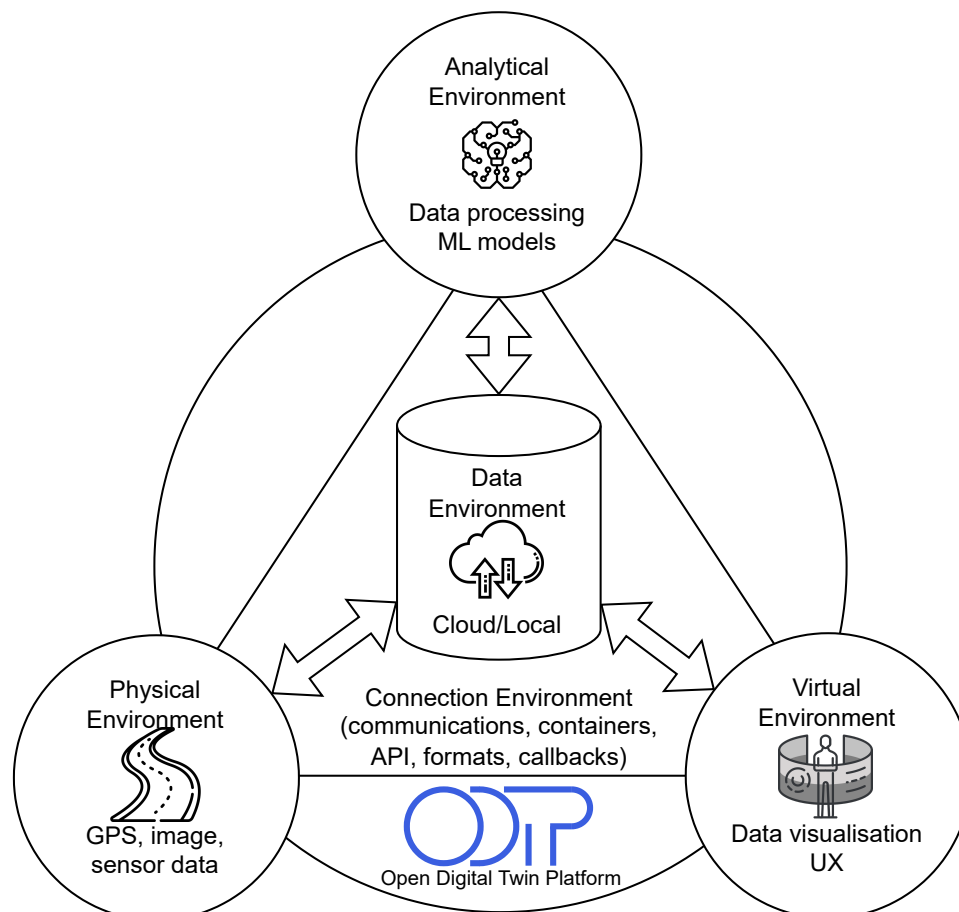 Analytical
Environment
Data processing
ML models
Data
Environment
Cloud/Local
Physical
Environment
GPS, image,
sensor data
Connection Environment
(communications, containers,
API, formats, callbacks)
Virtual
Environment
Data visualisation
UX
ODTP
Open Digital Twin Platform